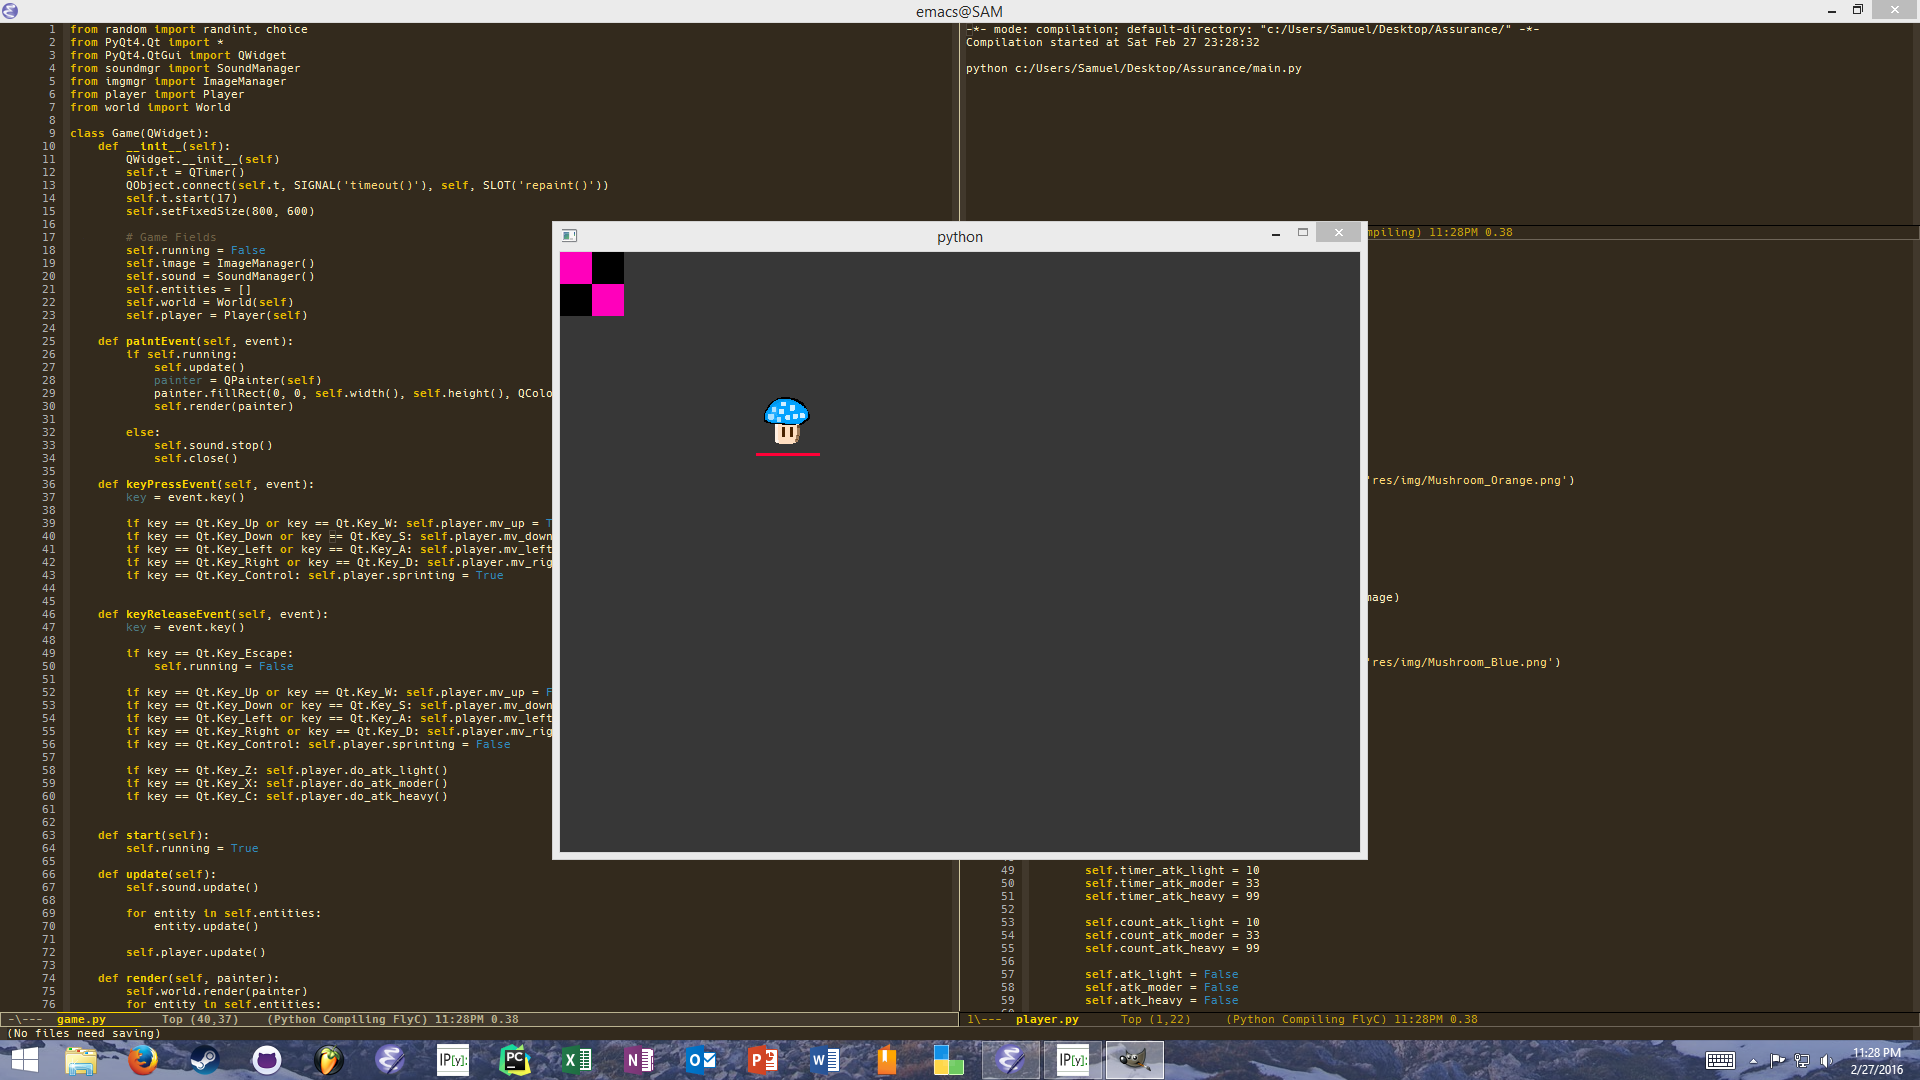 emacs@SAM
1 from random import randint, choice
2 from PyQt4.Qt import *
3 from PyQt4.QtGui import QWidget
4 from soundmgr import SoundManager
5 from imgmgr import ImageManager
6 from player import Player
7 from world import World
8
9 class Game(QWidget):
10 def __init__(self):
11 QWidget.__init__(self)
12 self.t = QTimer()
13 QObject.connect(self.t, SIGNAL('timeout()'), self, SLOT('repaint()'))
14 self.t.start(17)
15 self.setFixedSize(800, 600)
16
17 # Game Fields
18 self.running = False
19 self.image = ImageManager()
20 self.sound = SoundManager()
21 self.entities = []
22 self.world = World(self)
23 self.player = Player(self)
24
25 def paintEvent(self, event):
26 if self.running:
27 self.update()
28 painter = QPainter(self)
29 painter.fillRect(0, 0, self.width(), self.height(), QColo
30 self.render(painter)
31
32 else:
33 self.sound.stop()
34 self.close()
35
36 def keyPressEvent(self, event):
37 key = event.key()
38
39 if key == Qt.Key_Up or key == Qt.Key_W: self.player.mv_up = T
40 if key == Qt.Key_Down or key == Qt.Key_S: self.player.mv_down
41 if key == Qt.Key_Left or key == Qt.Key_A: self.player.mv_left
42 if key == Qt.Key_Right or key == Qt.Key_D: self.player.mv_rig
43 if key == Qt.Key_Control: self.player.sprinting = True
44
45
46 def keyReleaseEvent(self, event):
47 key = event.key()
48
49 if key == Qt.Key_Escape:
50 self.running = False
51
52 if key == Qt.Key_Up or key == Qt.Key_W: self.player.mv_up = F
53 if key == Qt.Key_Down or key == Qt.Key_S: self.player.mv_down
54 if key == Qt.Key_Left or key == Qt.Key_A: self.player.mv_left
55 if key == Qt.Key_Right or key == Qt.Key_D: self.player.mv_rig
56 if key == Qt.Key_Control: self.player.sprinting = False
57
58 if key == Qt.Key_Z: self.player.do_atk_light()
59 if key == Qt.Key_X: self.player.do_atk_moder()
60 if key == Qt.Key_C: self.player.do_atk_heavy()
61
62
63 def start(self):
64 self.running = True
65
66 def update(self):
67 self.sound.update()
68
69 for entity in self.entities:
70 entity.update()
71
72 self.player.update()
73
74 def render(self, painter):
75 self.world.render(painter)
76 for entity in self.entities:
-\--- game.py Top (40,37) (Python Compiling FlyC) 11:28PM 0.38
(No files need saving)
-*- mode: compilation; default-directory: "c:/Users/Samuel/Desktop/Assurance/" -*-
Compilation started at Sat Feb 27 23:28:32
python c:/Users/Samuel/Desktop/Assurance/main.py
mpiling) 11:28PM 0.38
python
'res/img/Mushroom_Orange.png')
mage)
'res/img/Mushroom_Blue.png')
49 self.timer_atk_light = 10
50 self.timer_atk_moder = 33
51 self.timer_atk_heavy = 99
52
53 self.count_atk_light = 10
54 self.count_atk_moder = 33
55 self.count_atk_heavy = 99
56
57 self.atk_light = False
58 self.atk_moder = False
59 self.atk_heavy = False
1\--- player.py Top (1,22) (Python Compiling FlyC) 11:28PM 0.38
IP[y]:
PC
IP[y]:
11:28 PM
2/27/2016